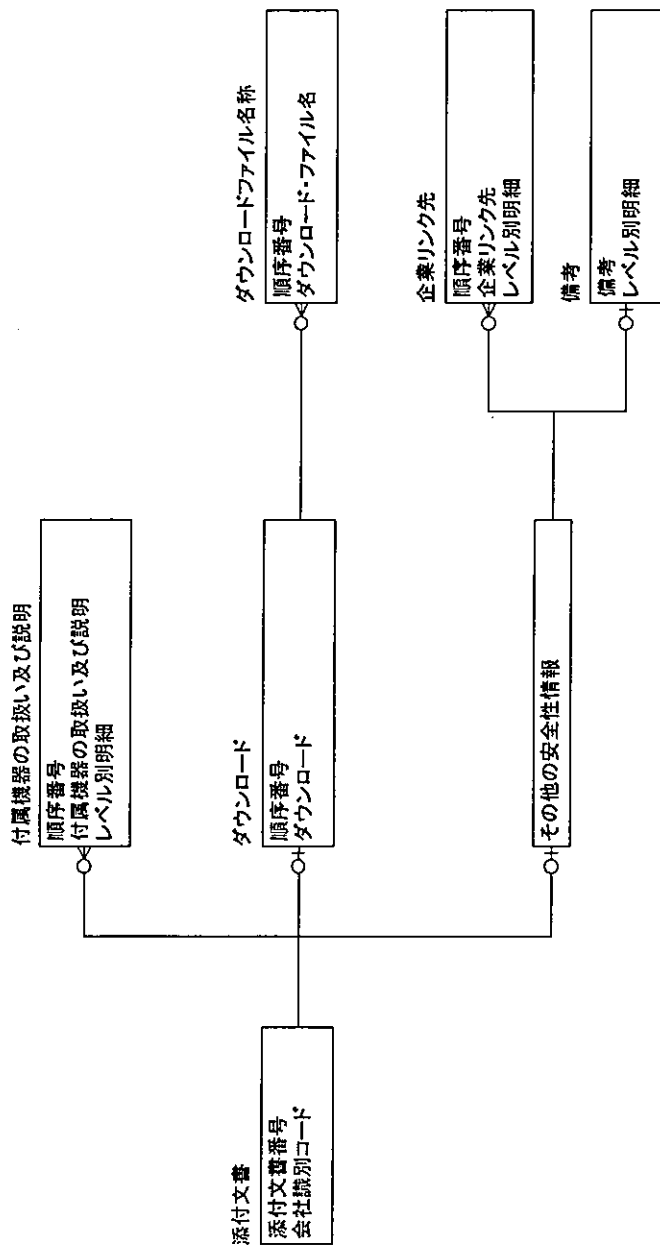 添付文書
添付文書番号
会社識別コード
付属機器の取扱い及び説明
順序番号
付属機器の取扱い及び説明
レベル別明細
ダウンロード
順序番号
ダウンロード
その他の安全性情報
ダウンロードファイル名称
順序番号
ダウンロード・ファイル名
企業リンク先
順序番号
企業リンク先
レベル別明細
備考
備考
レベル別明細